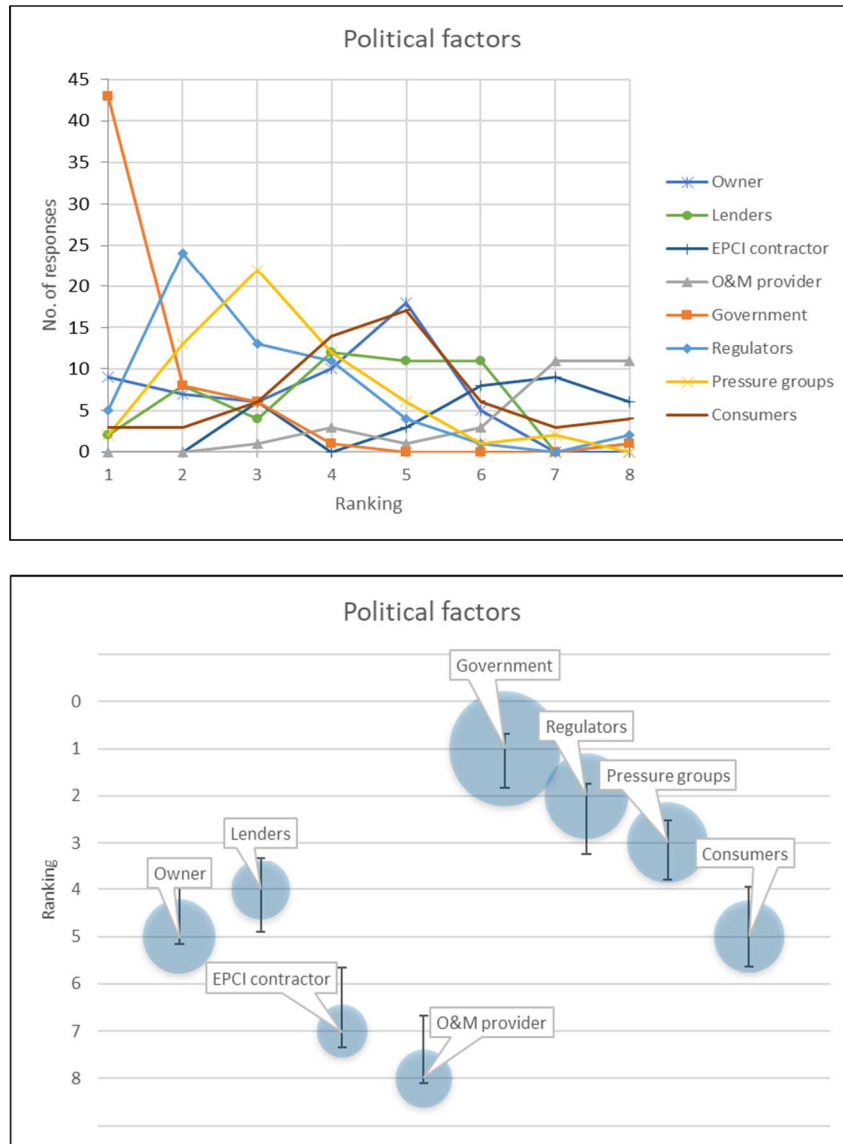 Political factors
No. of responses
45
40
35
30
25
20
15
10
5
0
1 2 3 4 5 6 7 8
Ranking
Owner
Lenders
EPCI contractor
O&M provider
Government
Regulators
Pressure groups
Consumers
Political factors
Ranking
0
1
2
3
4
5
6
7
8
Government
Regulators
Pressure groups
Lenders
Consumers
Owner
EPCI contractor
O&M provider